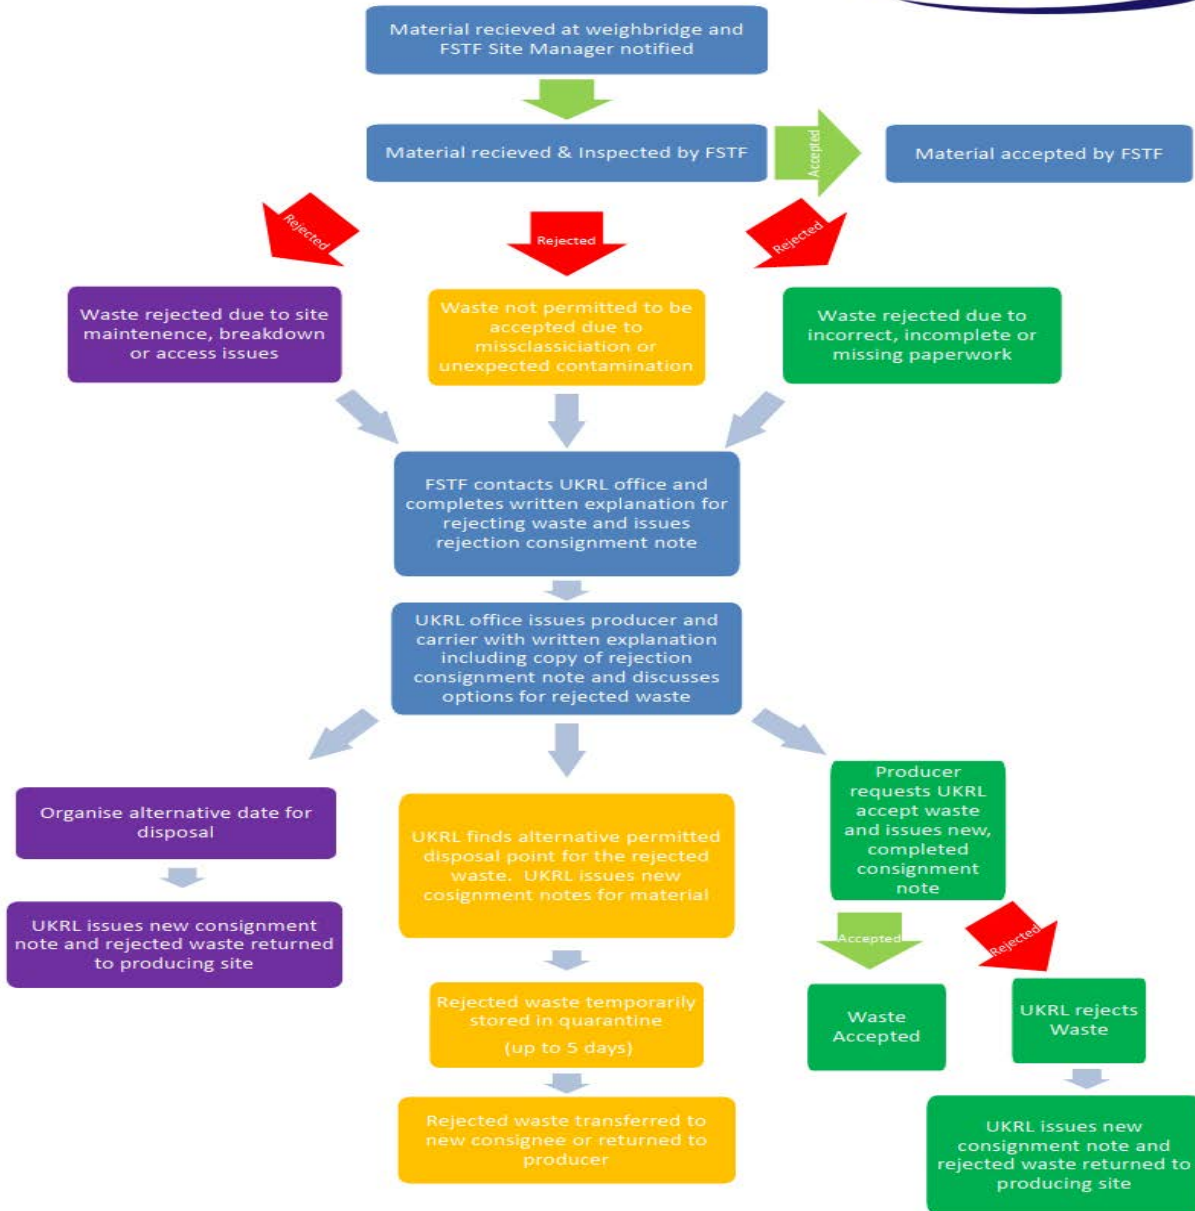 Material recieved at weighbridge and
FSTF Site Manager notified
Material recieved & Inspected by FSTF
Accepted
Material accepted by FSTF
Rejected
Rejected
Rejected
Waste rejected due to site
maintenence, breakdown
or access issues
Waste not permitted to be
accepted due to
missclassiciation or
unexpected contamination
Waste rejected due to
incorrect, incomplete or
missing paperwork
FSTF contacts UKRL office and
completes written explanation for
rejecting waste and issues
rejection consignment note
UKRL office issues producer and
carrier with written explanation
including copy of rejection
consignment note and discusses
options for rejected waste
Organise alternative date for
disposal
UKRL issues new consignment
note and rejected waste returned
to producing site
UKRL finds alternative permitted
disposal point for the rejected
waste. UKRL issues new
cosignment notes for material
Rejected waste temporarily
stored in quarantine
(up to 5 days)
Rejected waste transferred to
new consignee or returned to
producer
Producer
requests UKRL
accept waste
and issues new,
completed
consignment
note
Accepted
Rejected
Waste
Accepted
UKRL rejects
Waste
UKRL issues new
consignment note and
rejected waste returned to
producing site